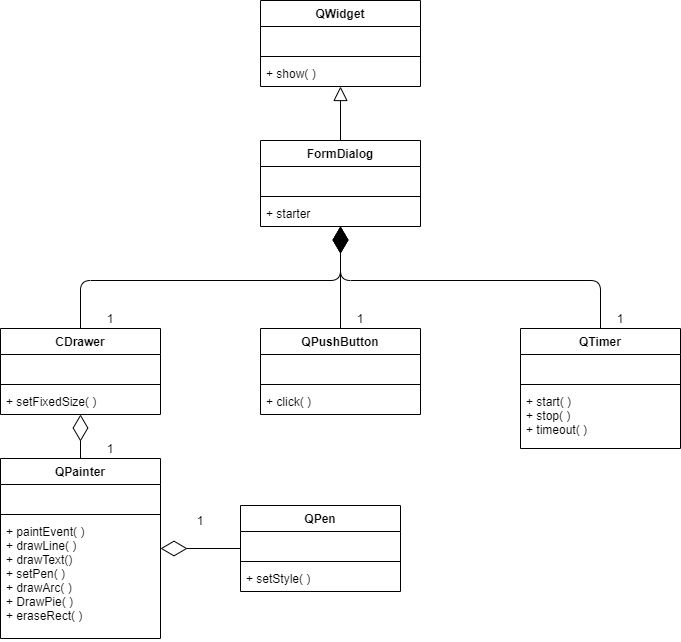 QWidget
+ show( )
FormDialog
+ starter
1
1
1
CDrawer
QPushButton
QTimer
+ setFixedSize( )
+ click( )
+ start( )
+ stop( )
+ timeout( )
1
QPainter
+ paintEvent( )
+ drawLine( )
+ drawText()
+ setPen( )
+ drawArc( )
+ DrawPie( )
+ eraseRect( )
1
QPen
+ setStyle( )